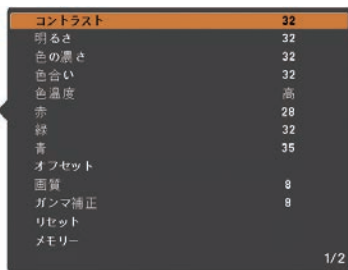 コントラスト 32
明るさ 32
色の濃さ 32
色合い 32
色温度 高
赤 28
緑 32
青 35
オフセット
画質 8
ガンマ補正 8
リセット
メモリー
1/2